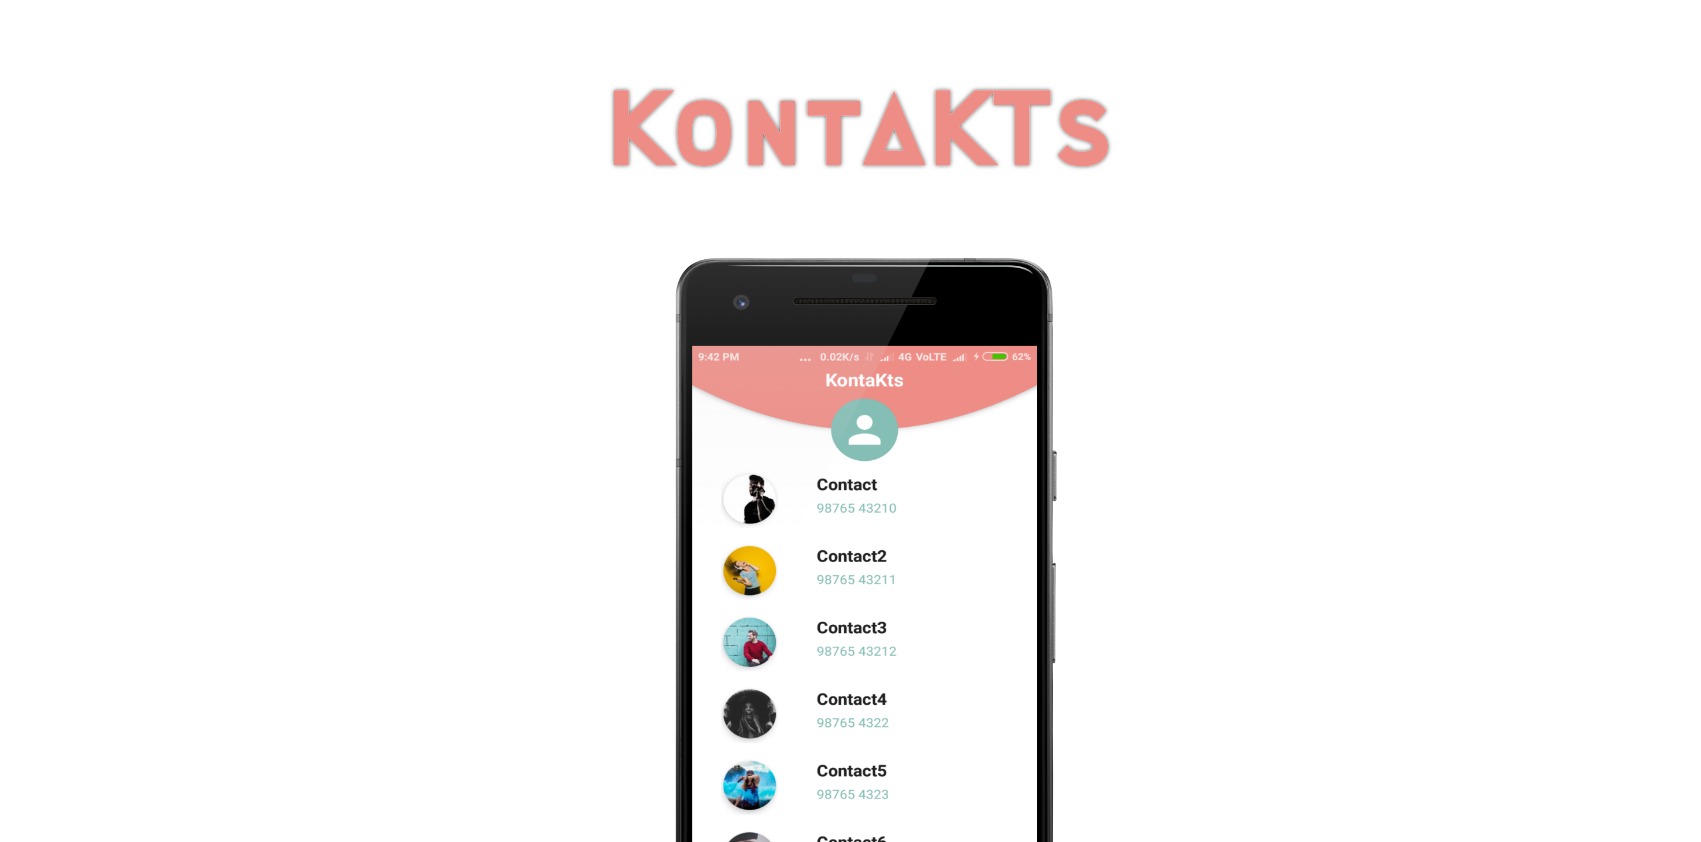 KontAKTs
9:42 PM ... 0.02K/s 4G VoLTE 62%
KontaKts
Contact
98765 43210
Contact2
98765 43211
Contact3
98765 43212
Contact4
98765 4322
Contact5
98765 4323
Contact6